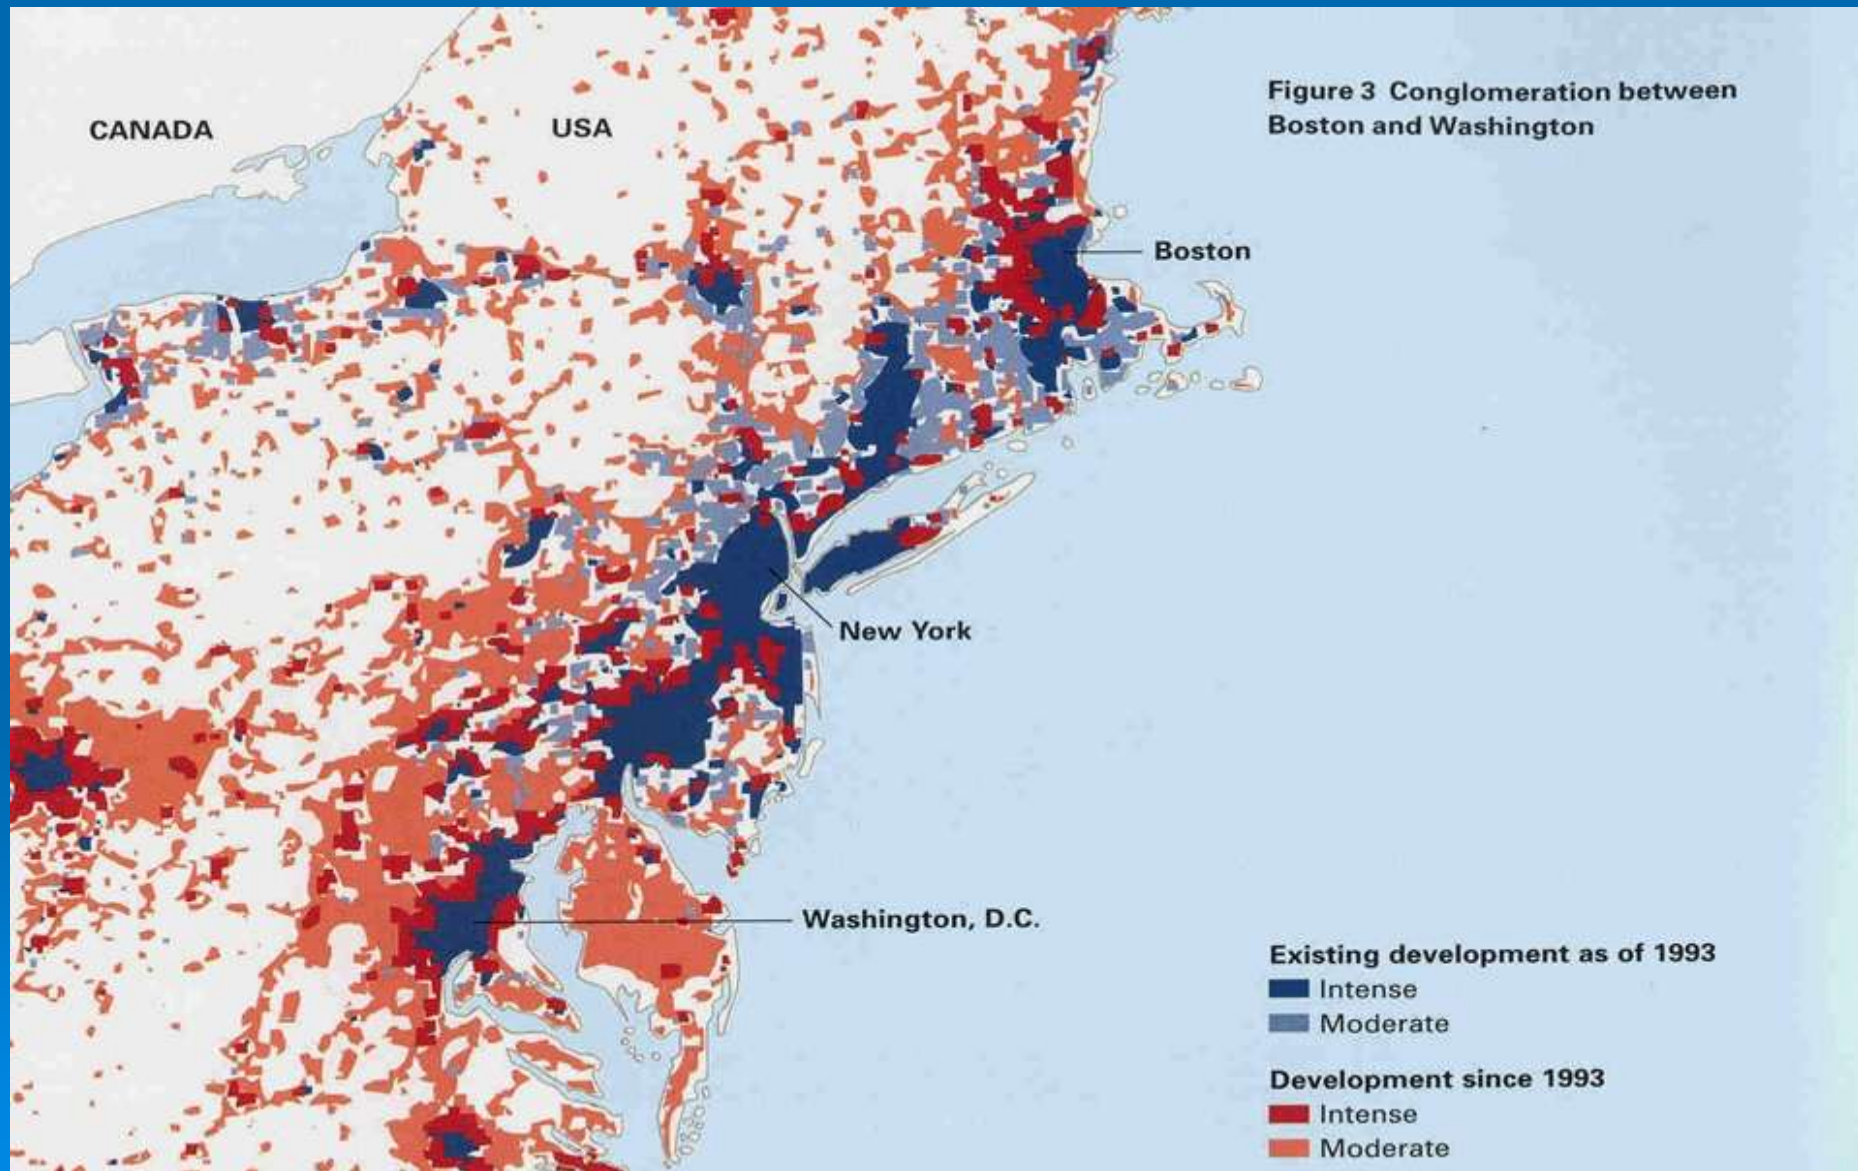 CANADA
USA
Figure 3 Conglomeration between
Boston and Washington
Boston
New York
Washington, D.C.
Existing development as of 1993
Intense
Moderate
Development since 1993
Intense
Moderate